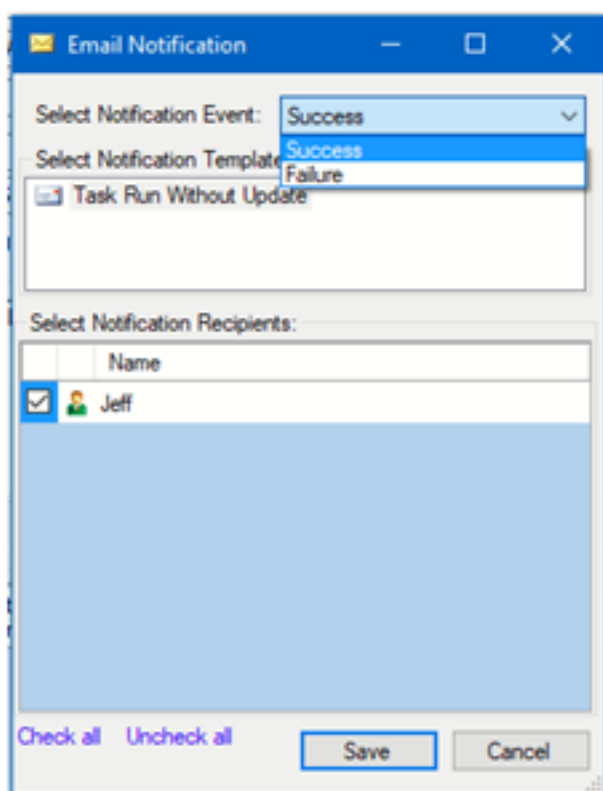 Email Notification
Select Notification Event: Success
Success
Select Notification Template
Failure
Task Run Without Update
Select Notification Recipients:
Name
Jeff
Check all Uncheck all Save Cancel